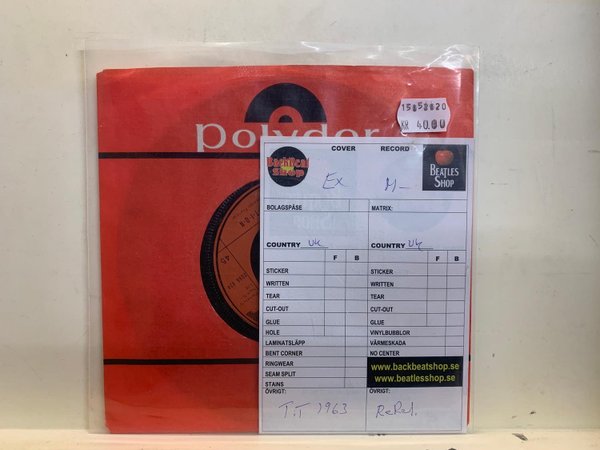 polydor
15858820
KR 40.00
COVER RECORD
BackBeat Shop
Ex M-
BEATLES SHOP
BOLAGSPÅSE MATRIX:
COUNTRY UK COUNTRY UK
F B F B
STICKER STICKER
WRITTEN WRITTEN
TEAR TEAR
CUT-OUT CUT-OUT
GLUE GLUE
HOLE VINYLBUBBLOR
LAMINATSLÄPP VÄRMESKADA
BENT CORNER NO CENTER
RINGWEAR
SEAM SPLIT
STAINS
www.backbeatshop.se
www.beatlesshop.se
ÖVRIGT: ÖVRIGT:
T.T 1963 ReRel.
45